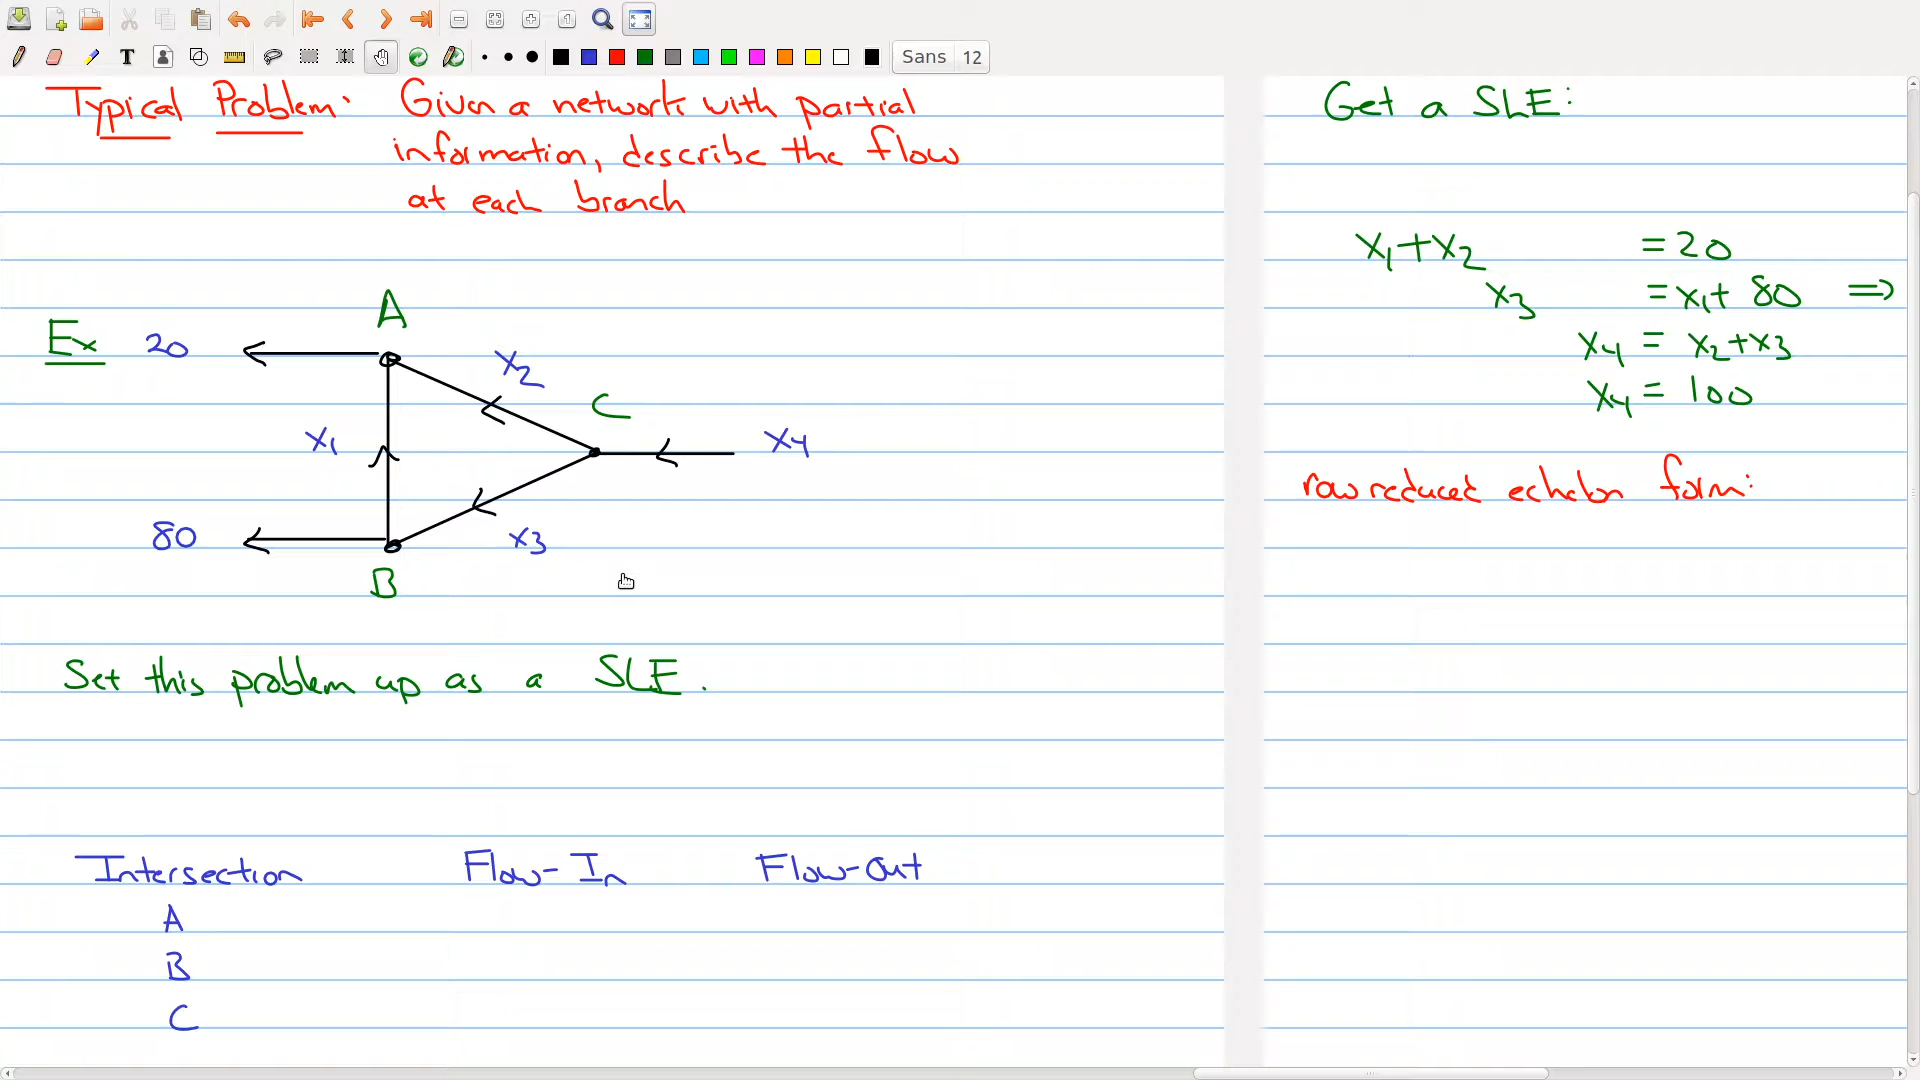 Sans 12
Typical Problem: Given a network with partial
information, describe the flow
at each branch
A
Ex 20
x2
C
x1
x4
80
x3
B
Set this problem up as a SLE.
Intersection Flow-In Flow-Out
A
B
C
Get a SLE:
x1+x2 = 20
x3 = x1+ 80 ⇒
x4 = x2+x3
x4 = 100
row reduced echelon form: